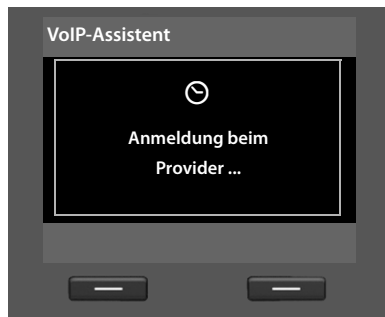 VoIP-Assistent
Anmeldung beim
Provider ...